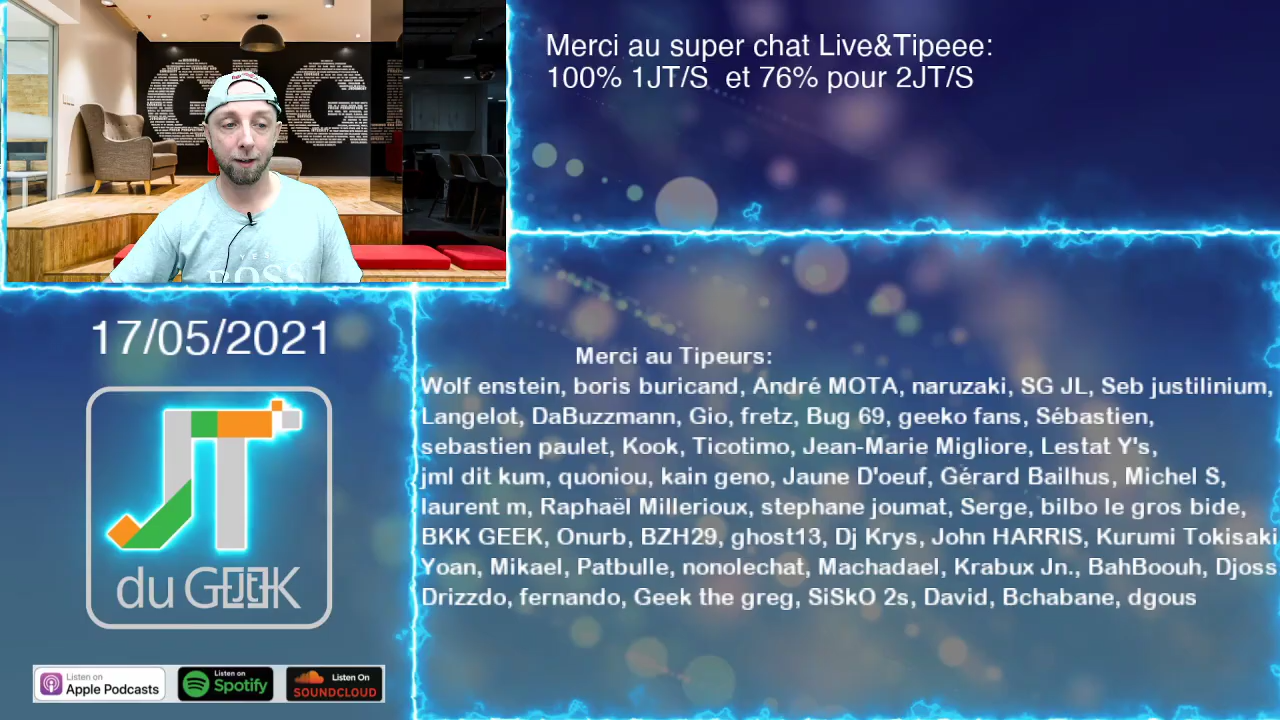 Merci au super chat Live&Tipeee:
100% 1JT/S et 76% pour 2JT/S
BOSS
17/05/2021
JT
du GEEK
Merci au Tipeurs:
Wolf enstein, boris buricand, André MOTA, naruzaki, SG JL, Seb justilinium,
Langelot, DaBuzzmann, Gio, fretz, Bug 69, geeko fans, Sébastien,
sebastien paulet, Kook, Ticotimo, Jean-Marie Migliore, Lestat Y's,
jml dit kum, quoniou, kain geno, Jaune D'oeuf, Gérard Bailhus, Michel S,
laurent m, Raphaël Millerioux, stephane joumat, Serge, bilbo le gros bide,
BKK GEEK, Onurb, BZH29, ghost13, Dj Krys, John HARRIS, Kurumi Tokisaki
Yoan, Mikael, Patbulle, nonolechat, Machadael, Krabux Jn., BahBoouh, Djoss
Drizzdo, fernando, Geek the greg, SiSkO 2s, David, Bchabane, dgous
Listen on
Apple Podcasts
Listen on
Spotify
Listen On
SOUNDCLOUD